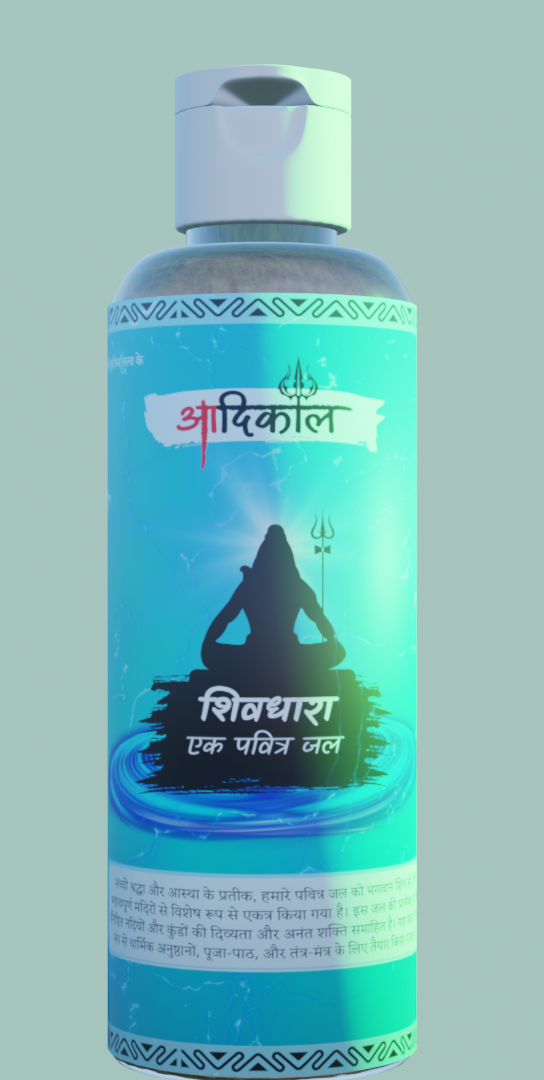 के
आदिकाल
शिवधारा
एक पवित्र जल
सच्ची श्रद्धा और आस्था के प्रतीक, हमारे पवित्र जल को भगवान शिव
महत्वपूर्ण मंदिरों से विशेष रूप से एकत्र किया गया है। इस जल की
नदियों और कुंडों की दिव्यता और अनंत शक्ति समाहित है। यह
से धार्मिक अनुष्ठानों, पूजा-पाठ, और तंत्र-मंत्र के लिए तैयार किया